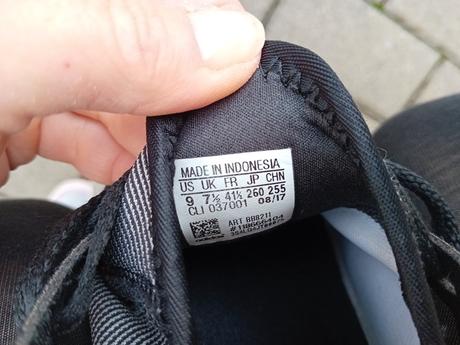 MADE IN INDONESIA
US UK FR JP CHN
9 7½ 41⅓ 260 255
CLI 037001 08/17
ART BB8211
adidas